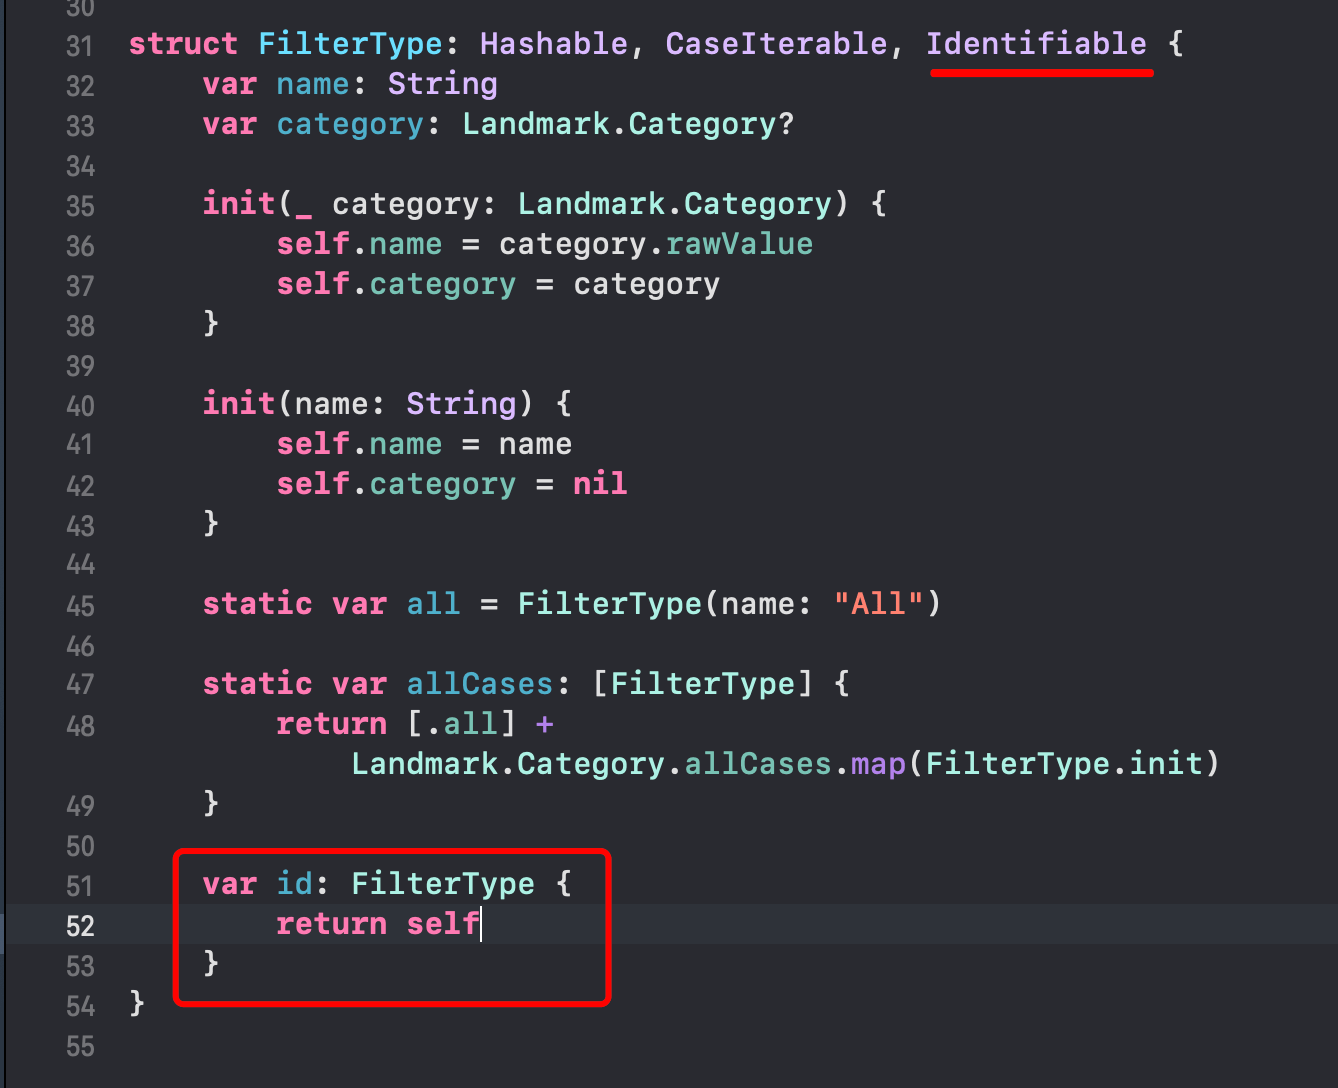 30
31 struct FilterType: Hashable, CaseIterable, Identifiable {
32     var name: String
33     var category: Landmark.Category?
34
35     init(_ category: Landmark.Category) {
36         self.name = category.rawValue
37         self.category = category
38     }
39
40     init(name: String) {
41         self.name = name
42         self.category = nil
43     }
44
45     static var all = FilterType(name: "All")
46
47     static var allCases: [FilterType] {
48         return [.all] +
            Landmark.Category.allCases.map(FilterType.init)
49     }
50
51     var id: FilterType {
52         return self
53     }
54 }
55